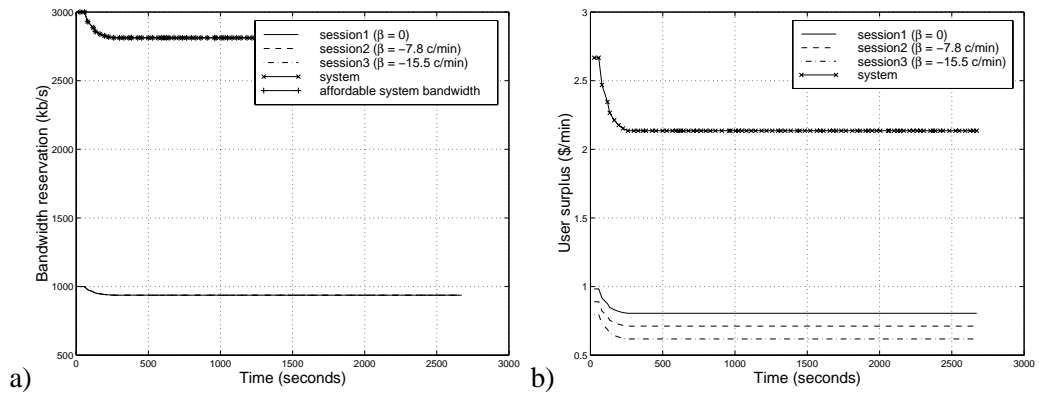 a)
Bandwidth reservation (kb/s)
3000
2500
2000
1500
1000
500
0
500
1000
1500
2000
2500
3000
Time (seconds)
session1 (β = 0)
session2 (β = −7.8 c/min)
session3 (β = −15.5 c/min)
system
affordable system bandwidth
b)
User surplus ($/min)
3
2.5
2
1.5
1
0.5
0
500
1000
1500
2000
2500
3000
Time (seconds)
session1 (β = 0)
session2 (β = −7.8 c/min)
session3 (β = −15.5 c/min)
system